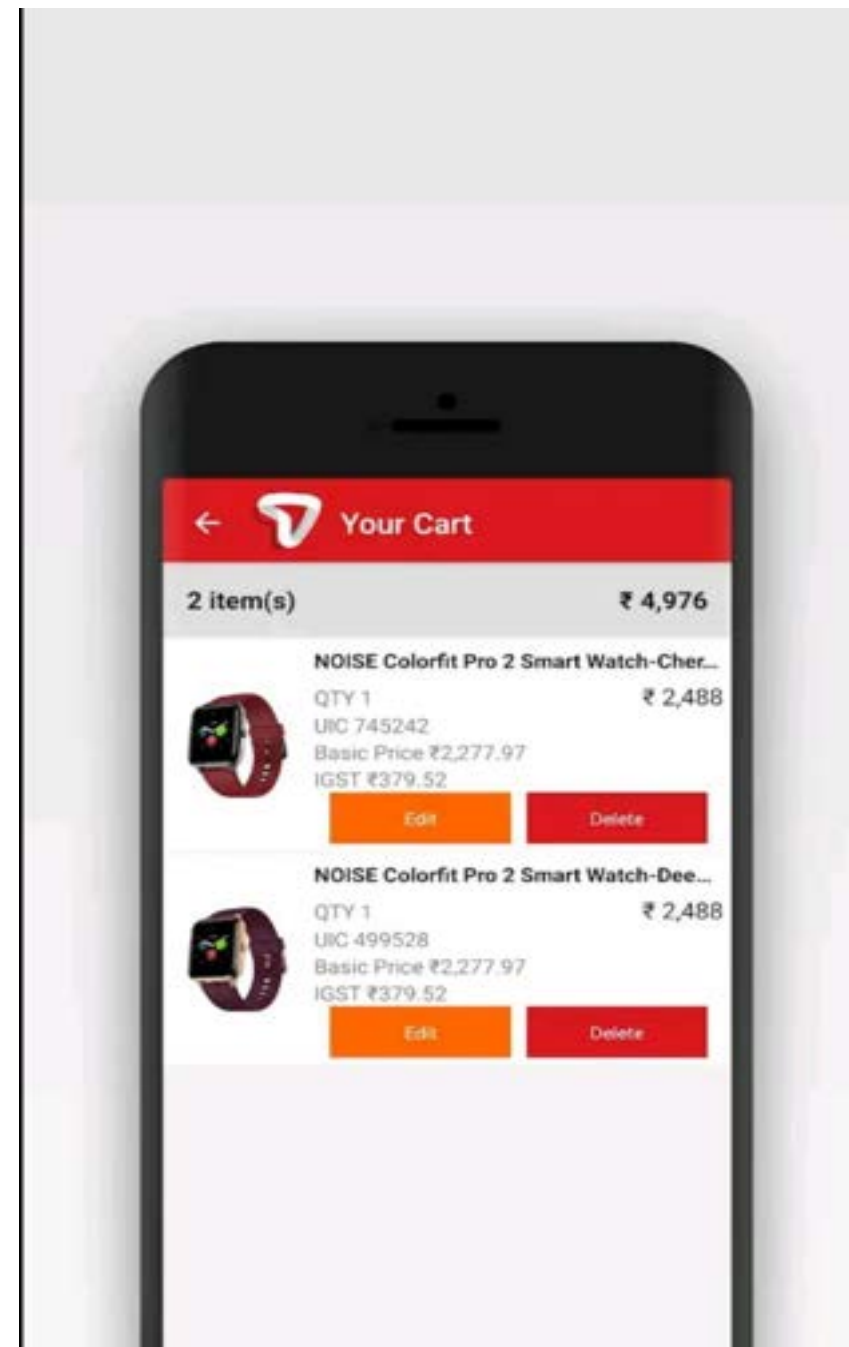 Your Cart
2 item(s) ₹ 4,976
NOISE Colorfit Pro 2 Smart Watch-Cher...
QTY 1 ₹ 2,488
UIC 745242
Basic Price ₹2,277.97
IGST ₹379.52
Edit Delete
NOISE Colorfit Pro 2 Smart Watch-Dee...
QTY 1 ₹ 2,488
UIC 499528
Basic Price ₹2,277.97
IGST ₹379.52
Edit Delete